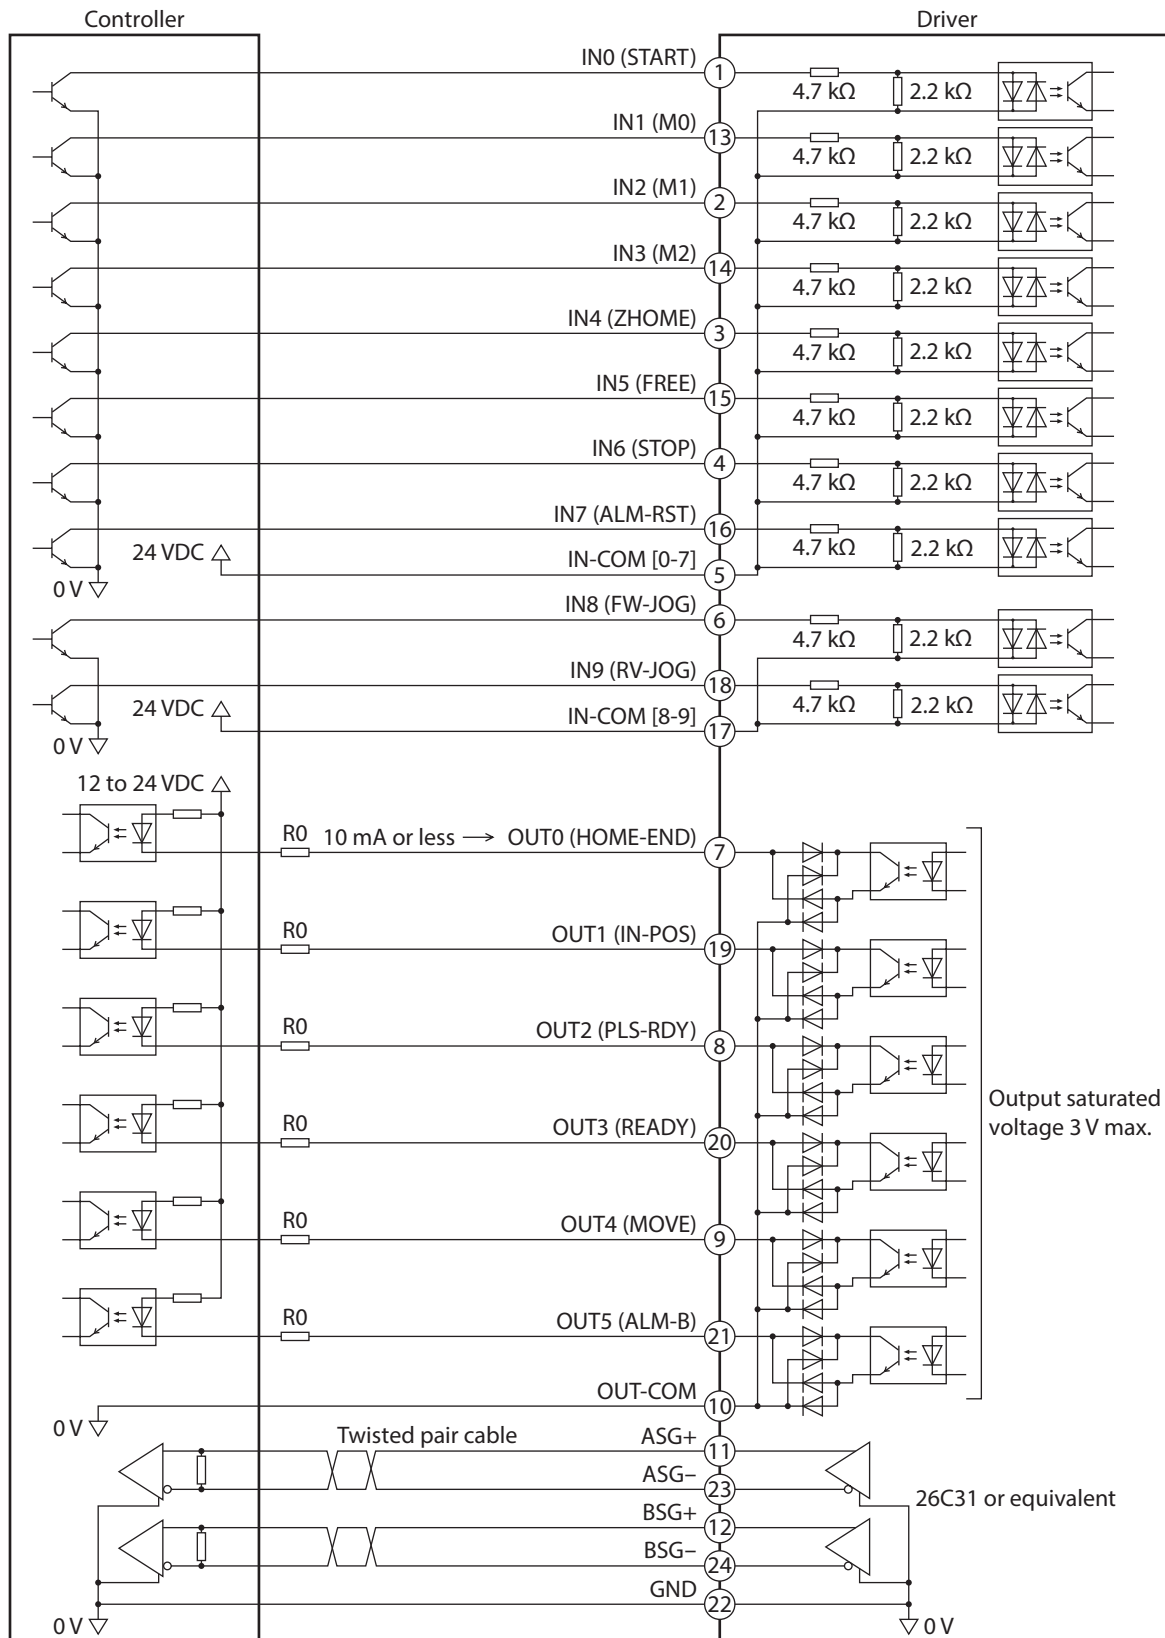 Controller
Driver
IN0 (START)
1
4.7 kΩ
2.2 kΩ
IN1 (M0)
13
4.7 kΩ
2.2 kΩ
IN2 (M1)
2
4.7 kΩ
2.2 kΩ
IN3 (M2)
14
4.7 kΩ
2.2 kΩ
IN4 (ZHOME)
3
4.7 kΩ
2.2 kΩ
IN5 (FREE)
15
4.7 kΩ
2.2 kΩ
IN6 (STOP)
4
4.7 kΩ
2.2 kΩ
IN7 (ALM-RST)
16
4.7 kΩ
2.2 kΩ
24 VDC
IN-COM [0-7]
5
0 V
IN8 (FW-JOG)
6
4.7 kΩ
2.2 kΩ
IN9 (RV-JOG)
18
4.7 kΩ
2.2 kΩ
24 VDC
IN-COM [8-9]
17
0 V
12 to 24 VDC
R0
10 mA or less
OUT0 (HOME-END)
7
R0
OUT1 (IN-POS)
19
R0
OUT2 (PLS-RDY)
8
Output saturated
voltage 3 V max.
R0
OUT3 (READY)
20
R0
OUT4 (MOVE)
9
R0
OUT5 (ALM-B)
21
OUT-COM
10
0 V
Twisted pair cable
ASG+
11
ASG–
23
26C31 or equivalent
BSG+
12
BSG–
24
GND
22
0 V
0 V